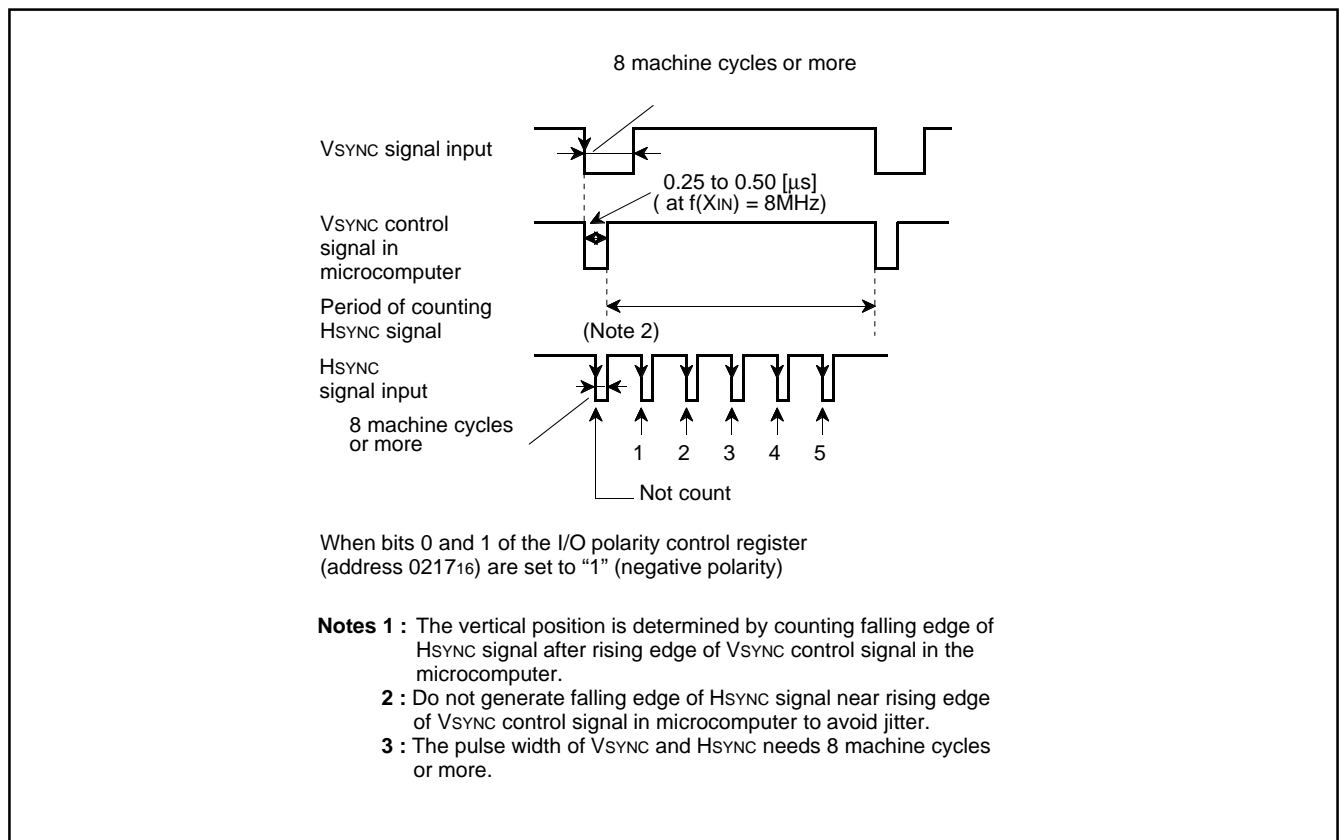 8 machine cycles or more
VSYNC signal input
0.25 to 0.50 [μs]
( at f(XIN) = 8MHz)
VSYNC control
signal in
microcomputer
Period of counting
HSYNC signal
(Note 2)
HSYNC
signal input
8 machine cycles
or more
1 2 3 4 5
Not count
When bits 0 and 1 of the I/O polarity control register
(address 021716) are set to “1” (negative polarity)
Notes 1 : The vertical position is determined by counting falling edge of
HSYNC signal after rising edge of VSYNC control signal in the
microcomputer.
2 : Do not generate falling edge of HSYNC signal near rising edge
of VSYNC control signal in microcomputer to avoid jitter.
3 : The pulse width of VSYNC and HSYNC needs 8 machine cycles
or more.